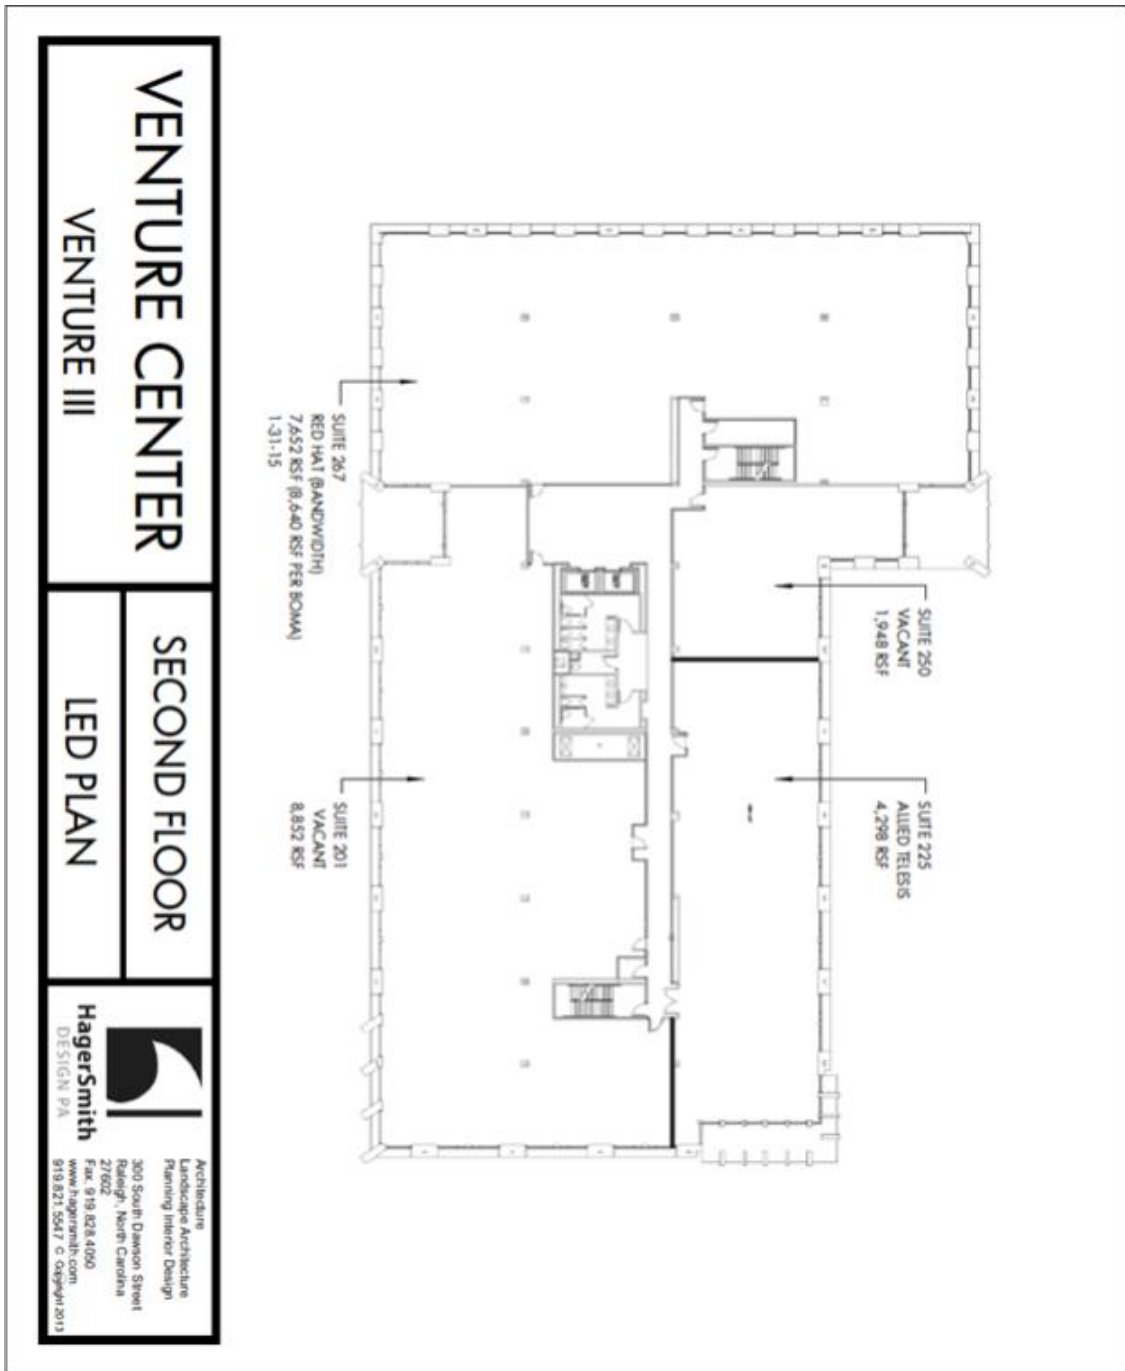 SUITE 250
VACANT
1,948 RSF
SUITE 225
ALLIED TELESIS
4,298 RSF
SUITE 267
RED HAT (BANDWIDTH)
7,652 RSF (8,640 RSF PER BOMA)
1-31-15
SUITE 201
VACANT
8,852 RSF
VENTURE CENTER
VENTURE III
SECOND FLOOR
LED PLAN
HagerSmith
DESIGN PA
Architecture
Landscape Architecture
Planning Interior Design
300 South Dawson Street
Raleigh, North Carolina
27602
Fax. 919.828.4050
www.hagersmith.com
919.821.5547 © Copyright 2013